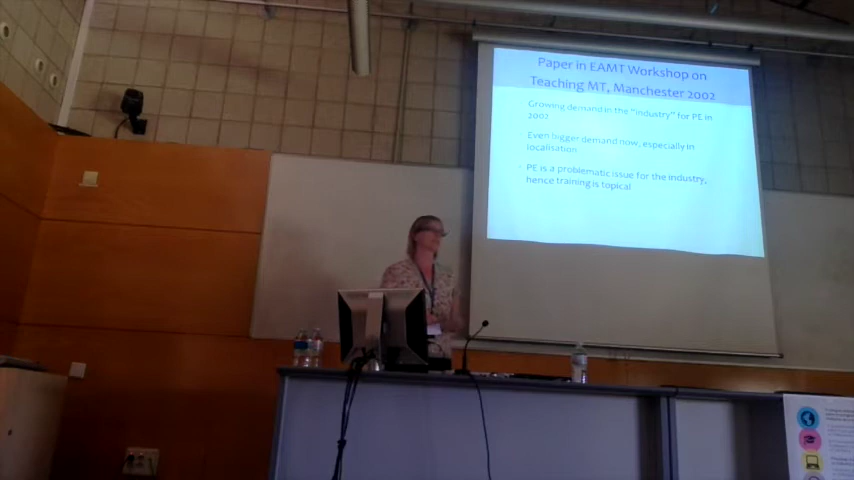 Paper in EAMT Workshop on
Teaching MT, Manchester 2002
Growing demand in the "industry" for PE in
2002
Even bigger demand now, especially in
localisation
PE is a problematic issue for the industry,
hence training is topical